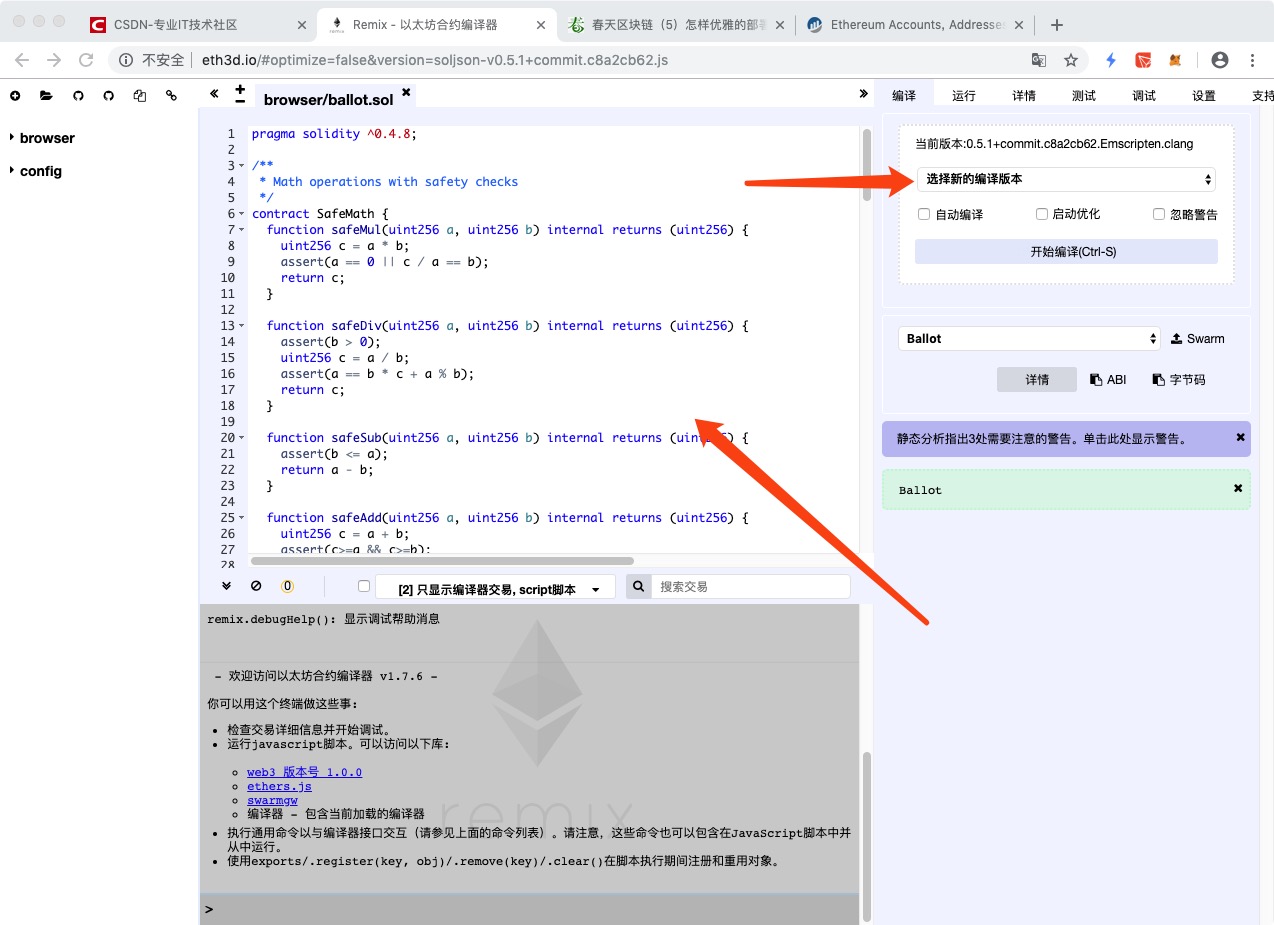 CSDN-专业IT技术社区
Remix - 以太坊合约编译器
春天区块链（5）怎样优雅的部署
Ethereum Accounts, Addresses
不安全 eth3d.io/#optimize=false&version=soljson-v0.5.1+commit.c8a2cb62.js
browser/ballot.sol
编译 运行 详情 测试 调试 设置 支持
browser
config
1 pragma solidity ^0.4.8;
2
3 /**
4 * Math operations with safety checks
5 */
6 contract SafeMath {
7 function safeMul(uint256 a, uint256 b) internal returns (uint256) {
8 uint256 c = a * b;
9 assert(a == 0 || c / a == b);
10 return c;
11 }
12
13 function safeDiv(uint256 a, uint256 b) internal returns (uint256) {
14 assert(b > 0);
15 uint256 c = a / b;
16 assert(a == b * c + a % b);
17 return c;
18 }
19
20 function safeSub(uint256 a, uint256 b) internal returns (uint256) {
21 assert(b <= a);
22 return a - b;
23 }
24
25 function safeAdd(uint256 a, uint256 b) internal returns (uint256) {
26 uint256 c = a + b;
27 assert(c>=a && c>=b);
28
当前版本:0.5.1+commit.c8a2cb62.Emscripten.clang
选择新的编译版本
自动编译 启动优化 忽略警告
开始编译(Ctrl-S)
Ballot Swarm
详情 ABI 字节码
静态分析指出3处需要注意的警告。单击此处显示警告。
Ballot
0 [2] 只显示编译器交易, script脚本 搜索交易
remix.debugHelp(): 显示调试帮助消息
- 欢迎访问以太坊合约编译器 v1.7.6 -
你可以用这个终端做这些事:
检查交易详细信息并开始调试。
运行javascript脚本。可以访问以下库:
web3 版本号 1.0.0
ethers.js
swarmgw
编译器 - 包含当前加载的编译器
执行通用命令以与编译器接口交互（请参见上面的命令列表）。请注意，这些命令也可以包含在JavaScript脚本中并
从中运行。
使用exports/.register(key, obj)/.remove(key)/.clear()在脚本执行期间注册和重用对象。
remix
>